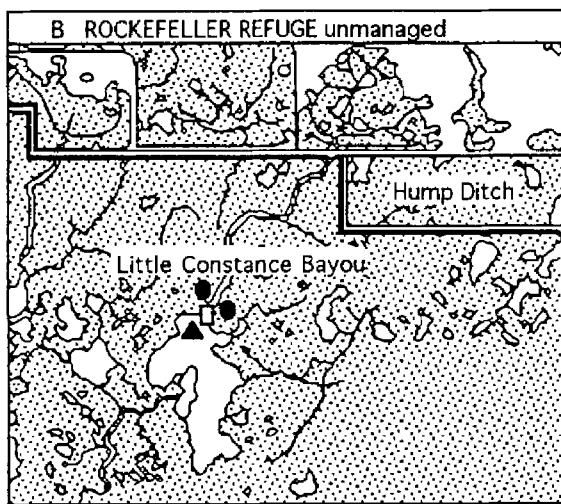 B ROCKEFELLER REFUGE unmanaged
Hump Ditch
Little Constance Bayou